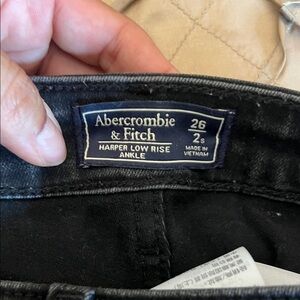 Abercrombie
& Fitch
HARPER LOW RISE
ANKLE
26
2s
MADE IN
VIETNAM